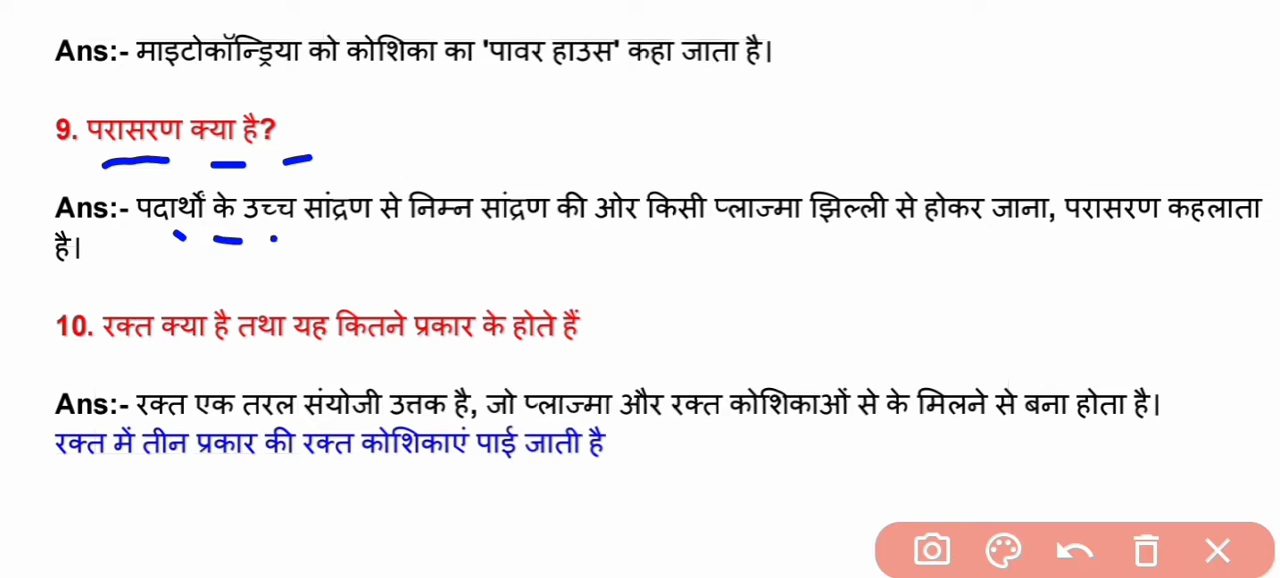 Ans:- माइटोकॉन्ड्रिया को कोशिका का 'पावर हाउस' कहा जाता है।
9. परासरण क्या है?
Ans:- पदार्थों के उच्च सांद्रण से निम्न सांद्रण की ओर किसी प्लाज्मा झिल्ली से होकर जाना, परासरण कहलाता
है।
10. रक्त क्या है तथा यह कितने प्रकार के होते हैं
Ans:- रक्त एक तरल संयोजी उत्तक है, जो प्लाज्मा और रक्त कोशिकाओं से के मिलने से बना होता है।
रक्त में तीन प्रकार की रक्त कोशिकाएं पाई जाती है